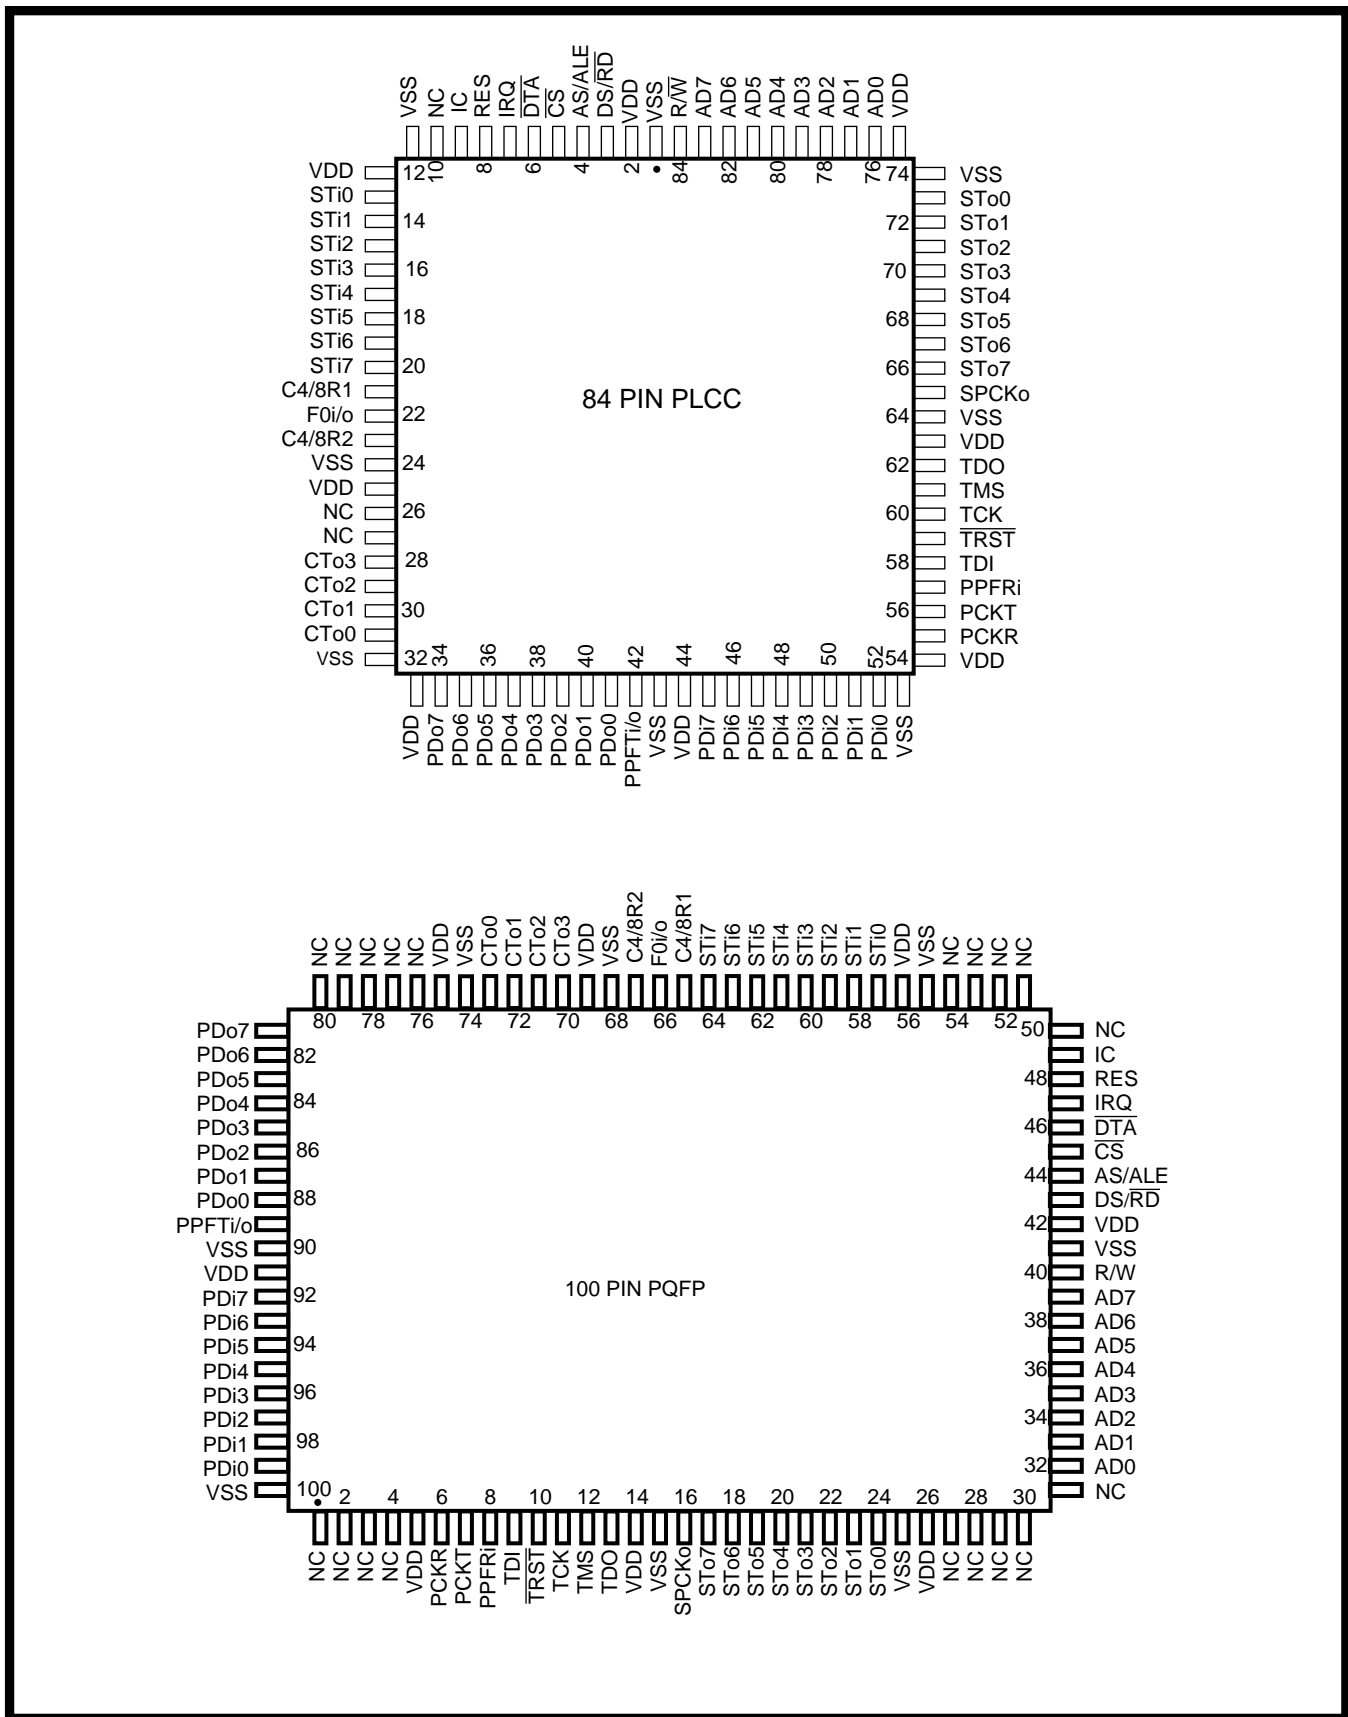 VSS NC IC RES IRQ DTA CS AS/ALE DS/RD VDD VSS R/W AD7 AD6 AD5 AD4 AD3 AD2 AD1 AD0 VDD
12 10 8 6 4 2 84 82 80 78 76 74
VDD VSS
STi0 STo0
STi1 14 72 STo1
STi2 STo2
STi3 16 70 STo3
STi4 STo4
STi5 18 68 STo5
STi6 STo6
STi7 20 66 STo7
C4/8R1 84 PIN PLCC SPCKo
F0i/o 22 64 VSS
C4/8R2 VDD
VSS 24 62 TDO
VDD TMS
NC 26 60 TCK
NC TRST
CTo3 28 58 TDI
CTo2 PPFRi
CTo1 30 56 PCKT
CTo0 PCKR
VSS VDD
32 34 36 38 40 42 44 46 48 50 52 54
VDD PDo7 PDo6 PDo5 PDo4 PDo3 PDo2 PDo1 PDo0 PPFTi/o VSS VDD PDi7 PDi6 PDi5 PDi4 PDi3 PDi2 PDi1 PDi0 VSS
NC NC NC NC NC VDD VSS CTo0 CTo1 CTo2 CTo3 VDD VSS C4/8R2 F0i/o C4/8R1 STi7 STi6 STi5 STi4 STi3 STi2 STi1 STi0 VDD VSS NC NC NC NC
80 78 76 74 72 70 68 66 64 62 60 58 56 54 52
PDo7 50 NC
PDo6 82 IC
PDo5 48 RES
PDo4 84 IRQ
PDo3 46 DTA
PDo2 86 CS
PDo1 44 AS/ALE
PDo0 88 DS/RD
PPFTi/o 42 VDD
VSS 90 VSS
VDD 100 PIN PQFP 40 R/W
PDi7 92 AD7
PDi6 38 AD6
PDi5 94 AD5
PDi4 36 AD4
PDi3 96 AD3
PDi2 34 AD2
PDi1 98 AD1
PDi0 32 AD0
VSS 100 NC
2 4 6 8 10 12 14 16 18 20 22 24 26 28 30
NC NC NC NC VDD PCKR PCKT PPFRi TDI TRST TCK TMS TDO VDD VSS SPCKo STo7 STo6 STo5 STo4 STo3 STo2 STo1 STo0 VSS VDD NC NC NC NC